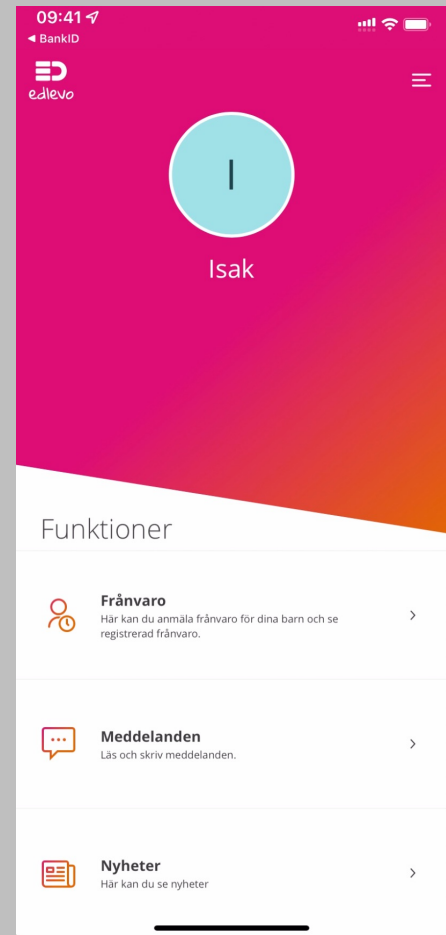 09:41
◀ BankID
edlevo
I
Isak
Funktioner
Frånvaro
Här kan du anmäla frånvaro för dina barn och se
registrerad frånvaro.
Meddelanden
Läs och skriv meddelanden.
Nyheter
Här kan du se nyheter